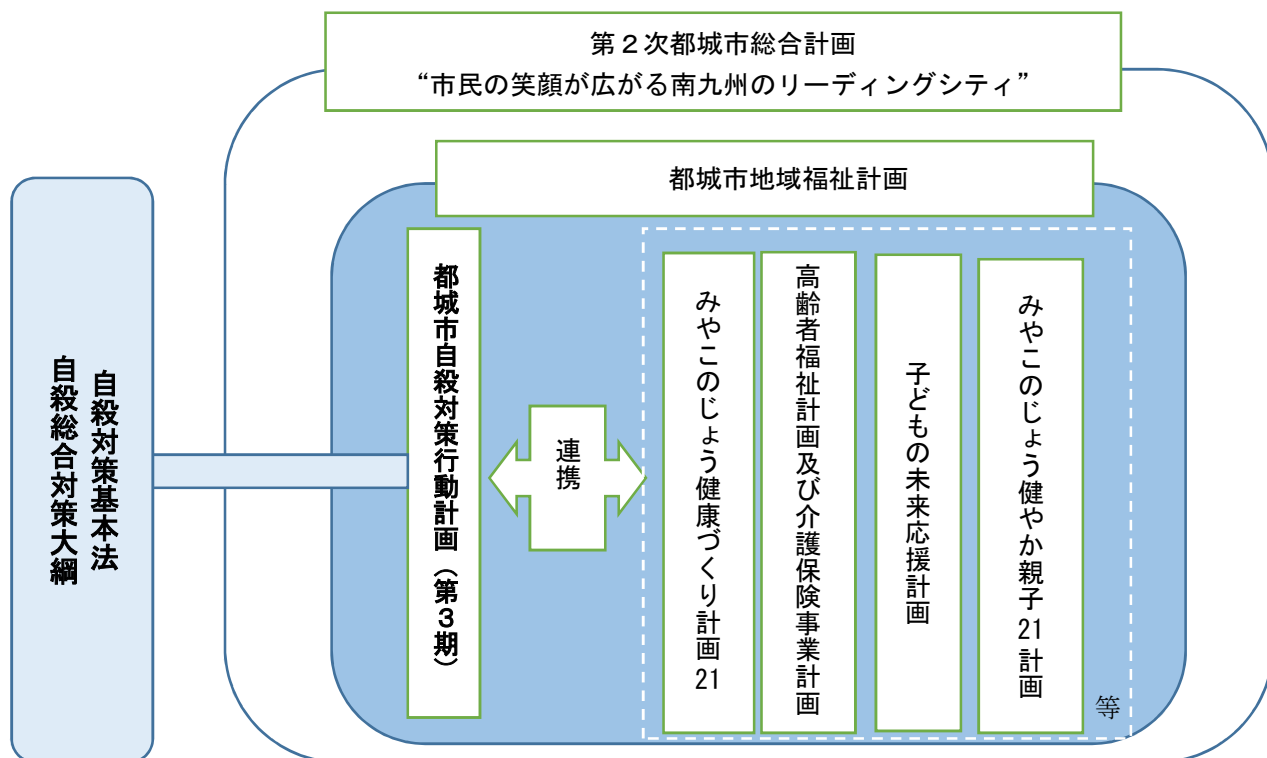 第２次都城市総合計画
“市民の笑顔が広がる南九州のリーディングシティ”
都城市地域福祉計画
自殺対策基本法
自殺総合対策大綱
都城市自殺対策行動計画（第３期）
連携
みやこのじょう健康づくり計画21
高齢者福祉計画及び介護保険事業計画
子どもの未来応援計画
みやこのじょう健やか親子21計画
等